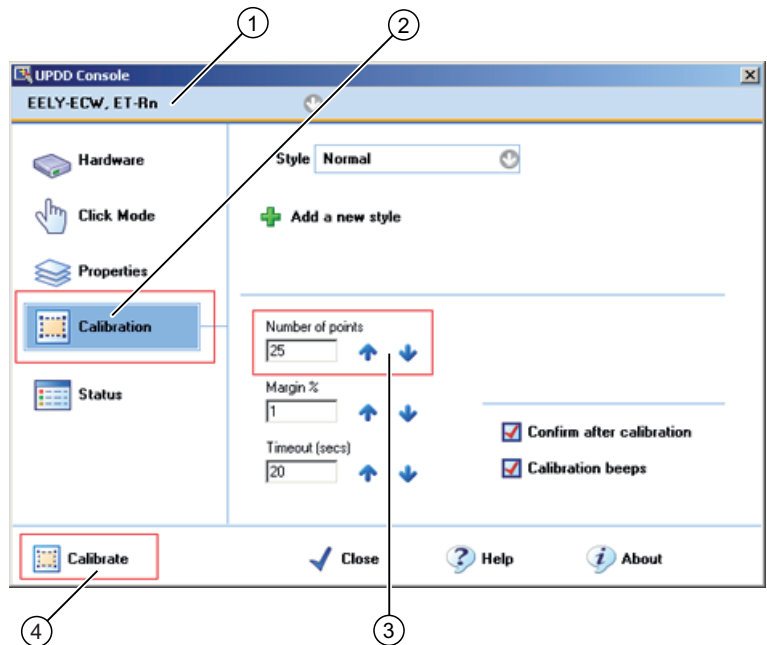 1
2
UPDD Console
EELY-ECW, ET-Rn
Hardware
Click Mode
Properties
Calibration
Status
Style Normal
Add a new style
Number of points
25
Margin %
1
Timeout (secs)
20
Confirm after calibration
Calibration beeps
Calibrate
Close
Help
About
4
3